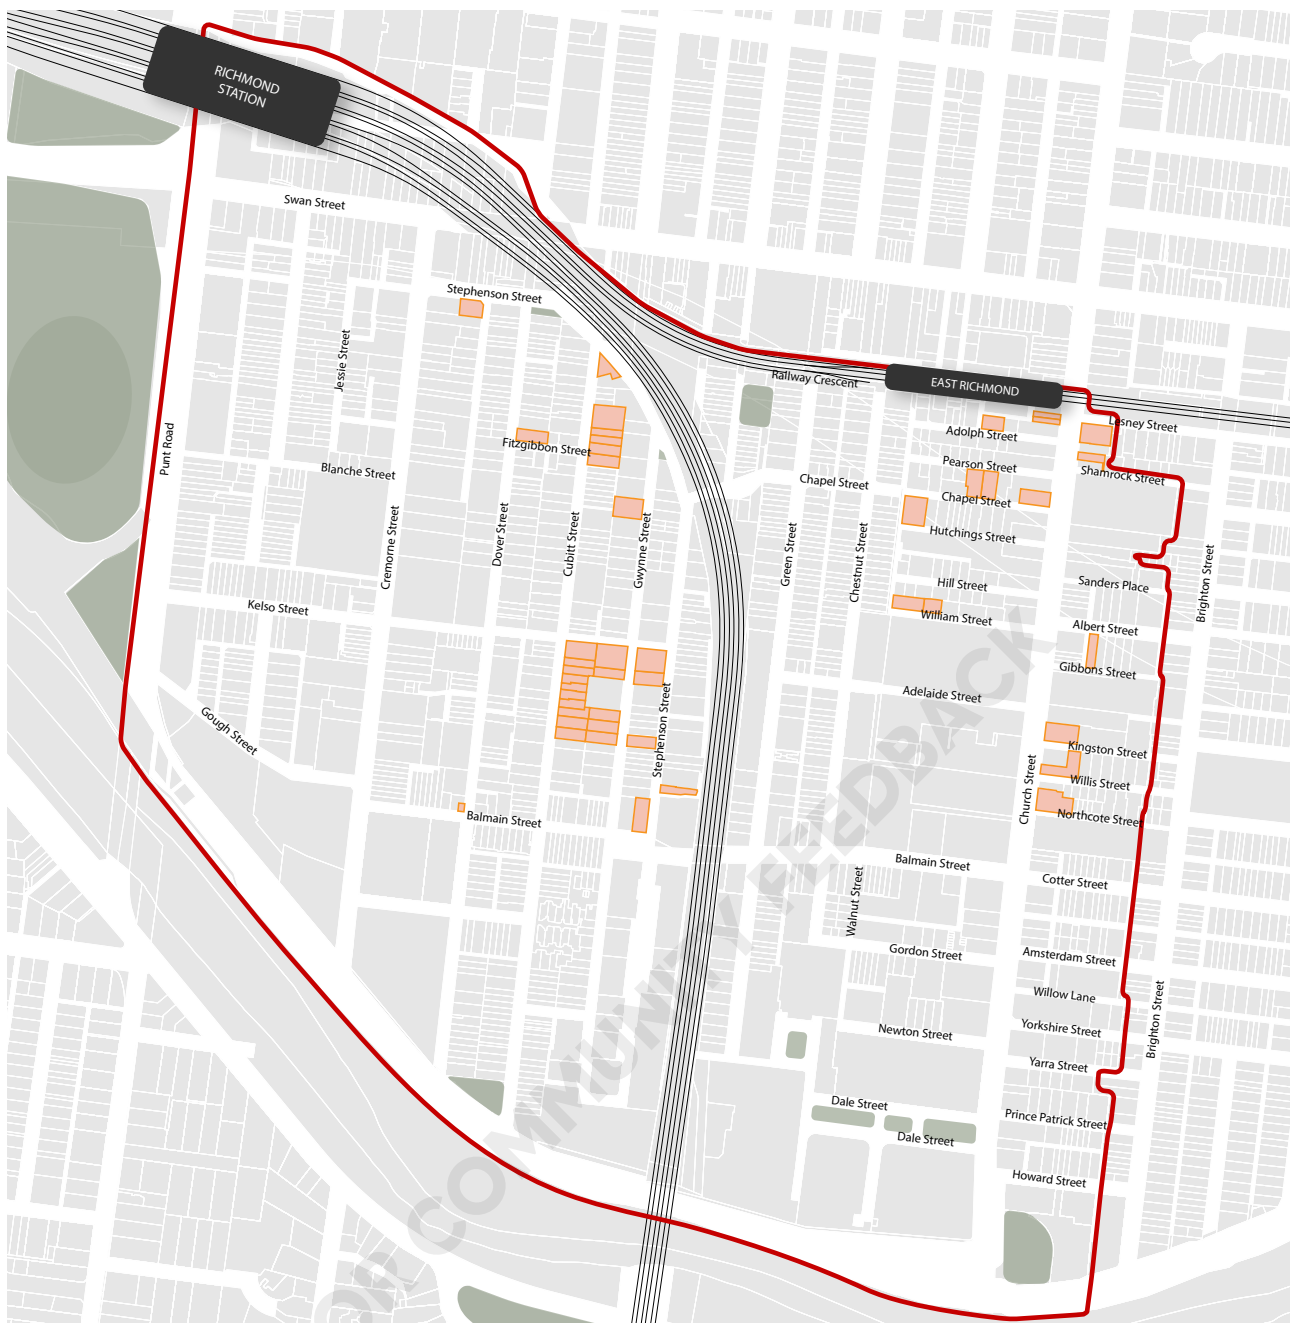 RICHMOND
STATION
Swan Street
Stephenson Street
Jessie Street
Railway Crescent
EAST RICHMOND
Lesney Street
Adolph Street
Punt Road
Fitzgibbon Street
Blanche Street
Pearson Street
Shamrock Street
Chapel Street
Chapel Street
Cremorne Street
Dover Street
Cubitt Street
Gwynne Street
Green Street
Chestnut Street
Hutchings Street
Hill Street
Sanders Place
Brighton Street
Kelso Street
William Street
Albert Street
Gibbons Street
Adelaide Street
Gough Street
Stephenson Street
Kingston Street
Church Street
Willis Street
Balmain Street
Northcote Street
Balmain Street
Cotter Street
Walnut Street
Gordon Street
Amsterdam Street
Willow Lane
Brighton Street
Newton Street
Yorkshire Street
Yarra Street
Dale Street
Prince Patrick Street
Dale Street
Howard Street
OR COMMUNITY FEEDBACK